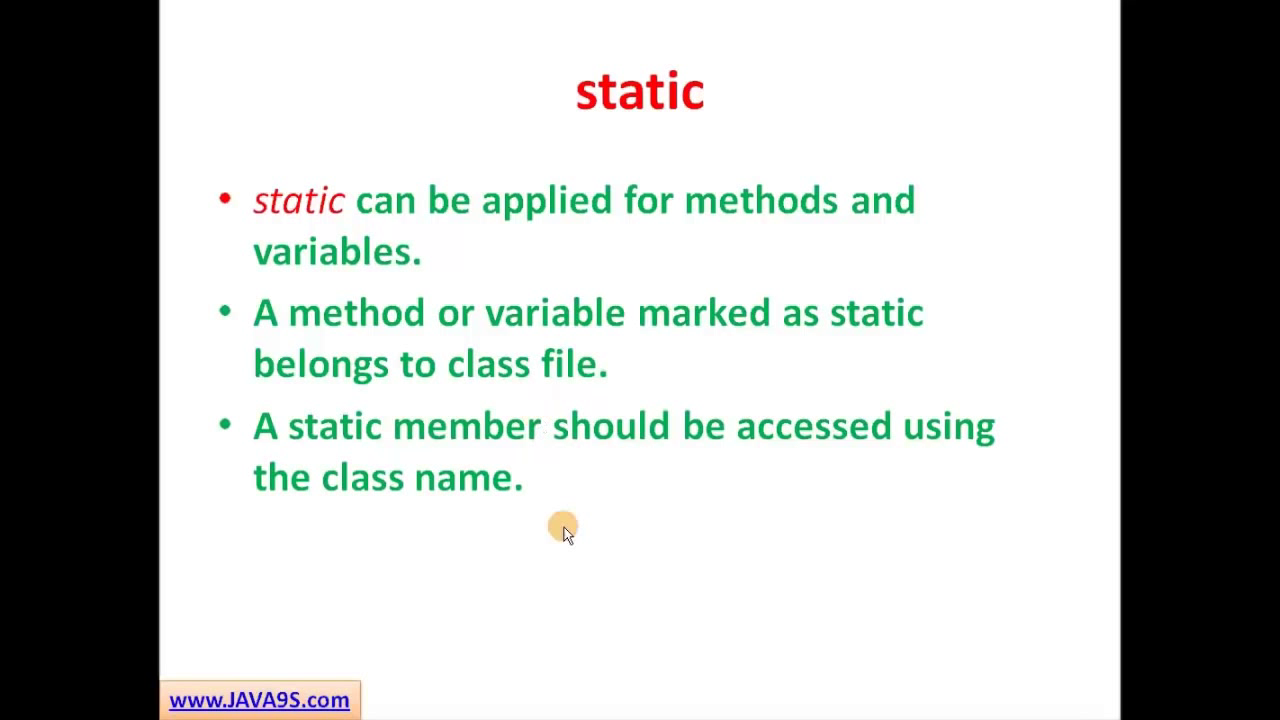 static
• static can be applied for methods and
variables.
• A method or variable marked as static
belongs to class file.
• A static member should be accessed using
the class name.
www.JAVA9S.com